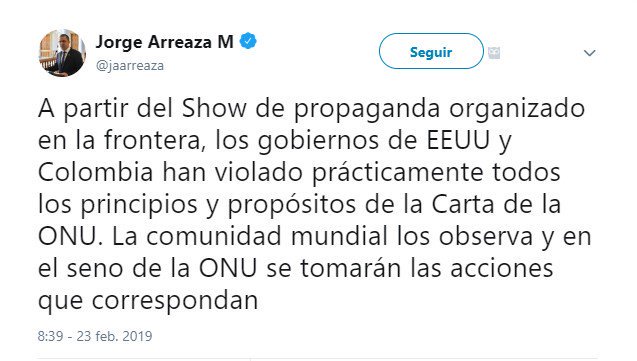 Jorge Arreaza M
@jaarreaza
Seguir
A partir del Show de propaganda organizado
en la frontera, los gobiernos de EEUU y
Colombia han violado prácticamente todos
los principios y propósitos de la Carta de la
ONU. La comunidad mundial los observa y en
el seno de la ONU se tomarán las acciones
que correspondan
8:39 - 23 feb. 2019